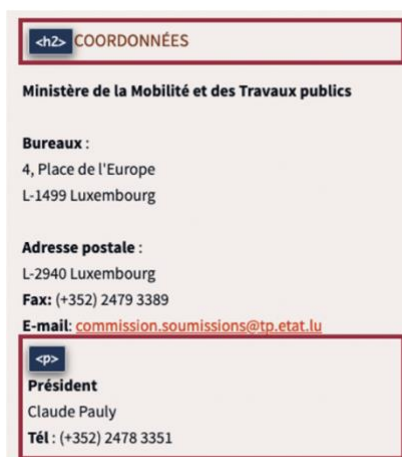 <h2> COORDONNÉES
Ministère de la Mobilité et des Travaux publics
Bureaux :
4, Place de l'Europe
L-1499 Luxembourg
Adresse postale :
L-2940 Luxembourg
Fax: (+352) 2479 3389
E-mail: commission.soumissions@tp.etat.lu
<p>
Président
Claude Pauly
Tél : (+352) 2478 3351